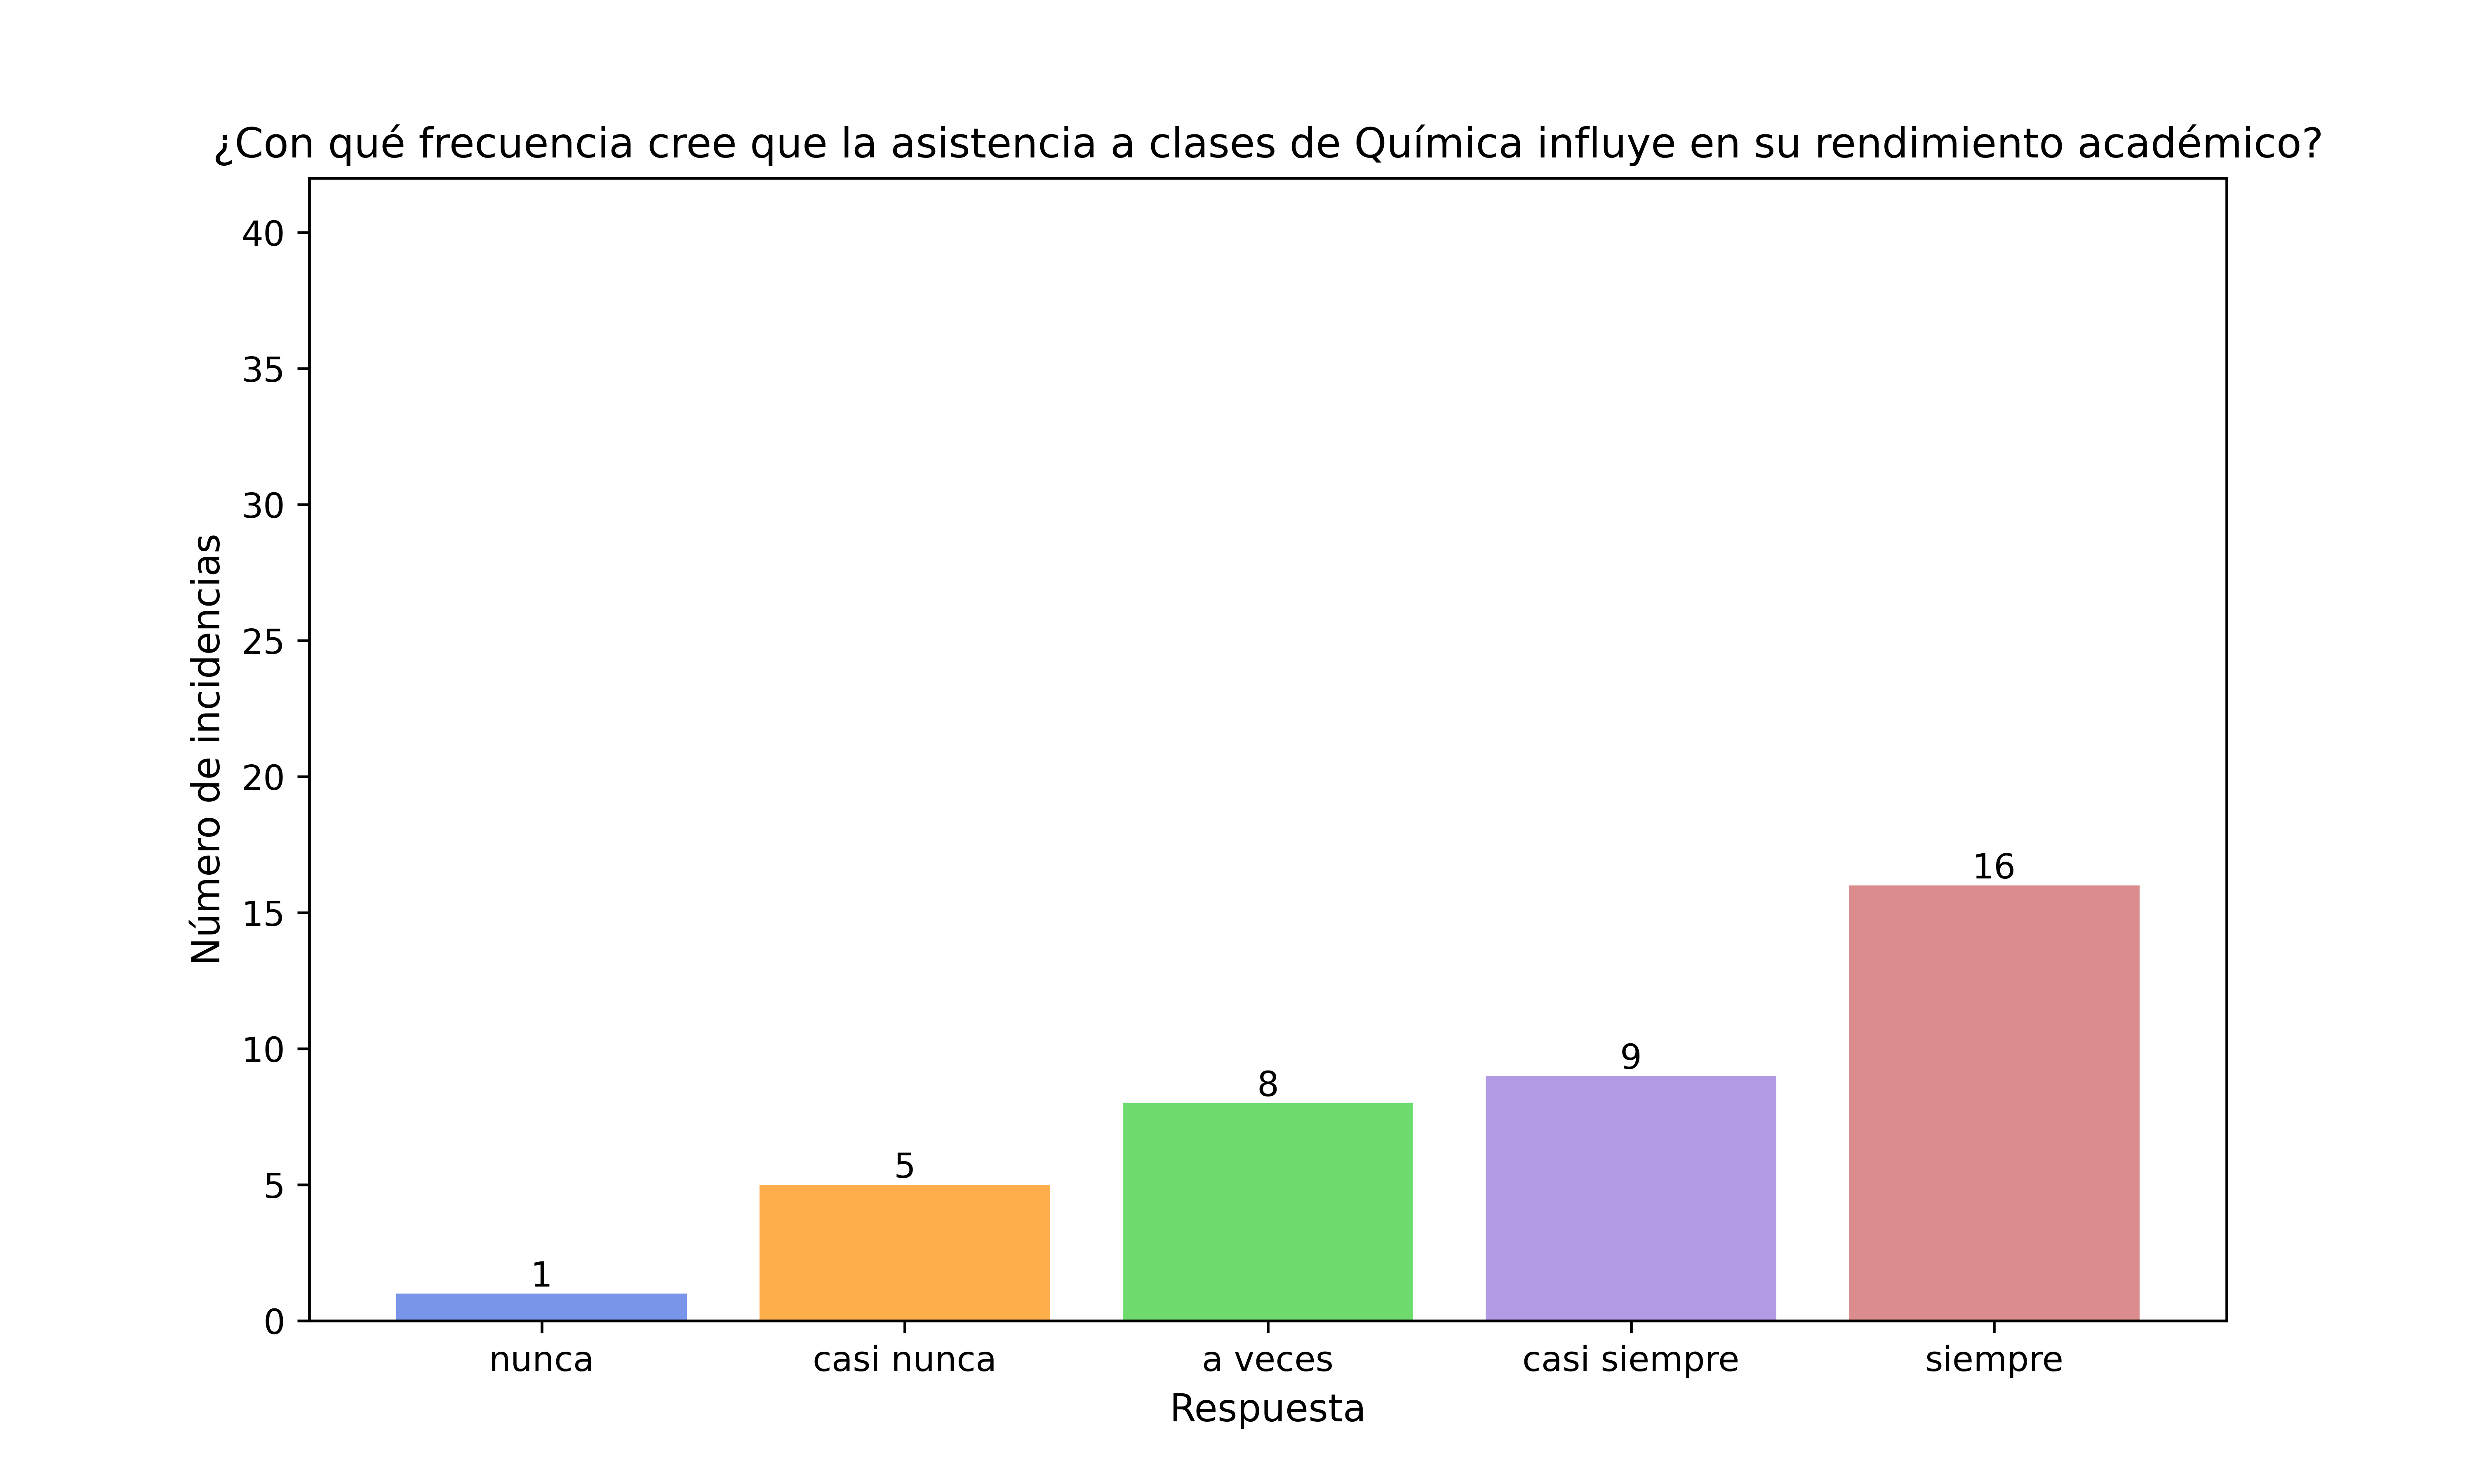 ¿Con qué frecuencia cree que la asistencia a clases de Química influye en su rendimiento académico?
40
35
30
25
20
15
10
5
0
Número de incidencias
1
5
8
9
16
nunca
casi nunca
a veces
casi siempre
siempre
Respuesta